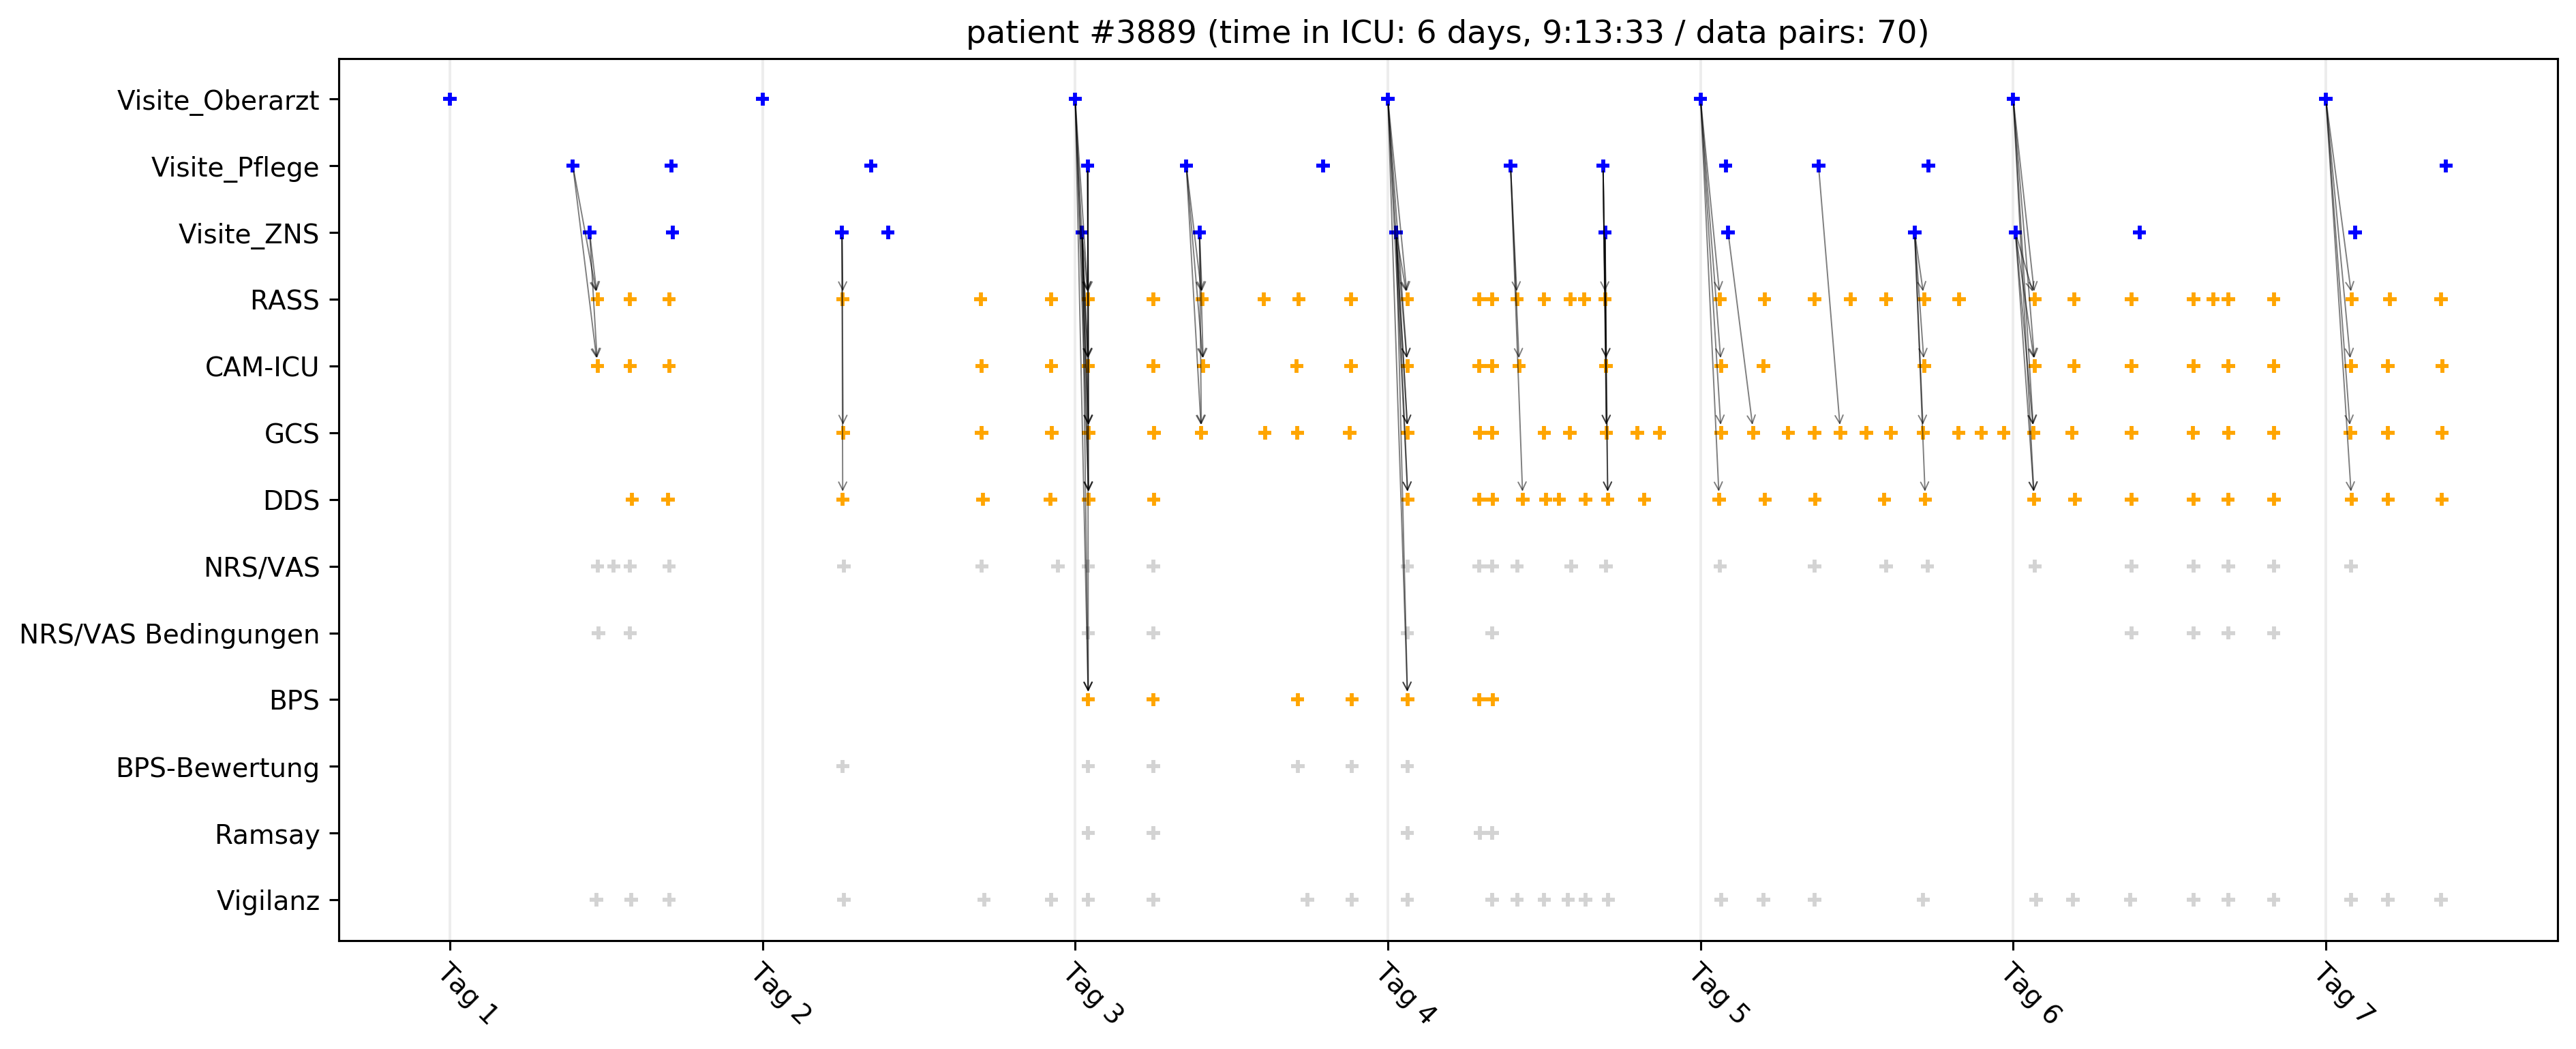 patient #3889 (time in ICU: 6 days, 9:13:33 / data pairs: 70)
Visite_Oberarzt
Visite_Pflege
Visite_ZNS
RASS
CAM-ICU
GCS
DDS
NRS/VAS
NRS/VAS Bedingungen
BPS
BPS-Bewertung
Ramsay
Vigilanz
Tag 1
Tag 2
Tag 3
Tag 4
Tag 5
Tag 6
Tag 7